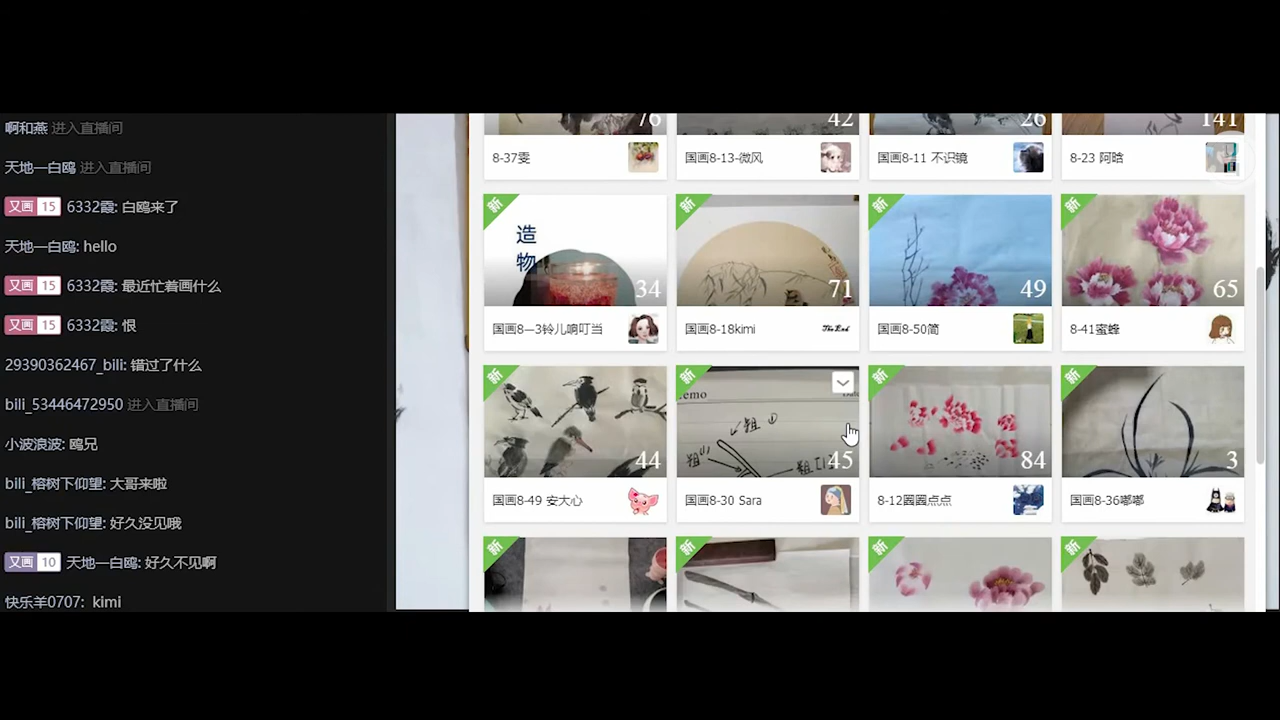 啊和燕 进入直播间
天地一白鸥 进入直播间
又画 15 6332霞: 白鸥来了
天地一白鸥: hello
又画 15 6332霞: 最近忙着画什么
又画 15 6332霞: 恨
29390362467_bili: 错过了什么
bili_53446472950 进入直播间
小波浪波: 鸥兄
bili_榕树下仰望: 大哥来啦
bili_榕树下仰望: 好久没见哦
又画 10 天地一白鸥: 好久不见啊
快乐羊0707: kimi
76 42 26 141
8-37雯 国画8-13-微风 国画8-11 不识镜 8-23 阿晗
新 新 新 新
造
物
34 71 49 65
国画8—3铃儿响叮当 国画8-18kimi The End 国画8-50简 8-41蜜蜂
新 新 新 新
emo
粗 ①
44 粗 45 粗 84 3
国画8-49 安大心 国画8-30 Sara 8-12圆圆点点 国画8-36嘟嘟
新 新 新 新